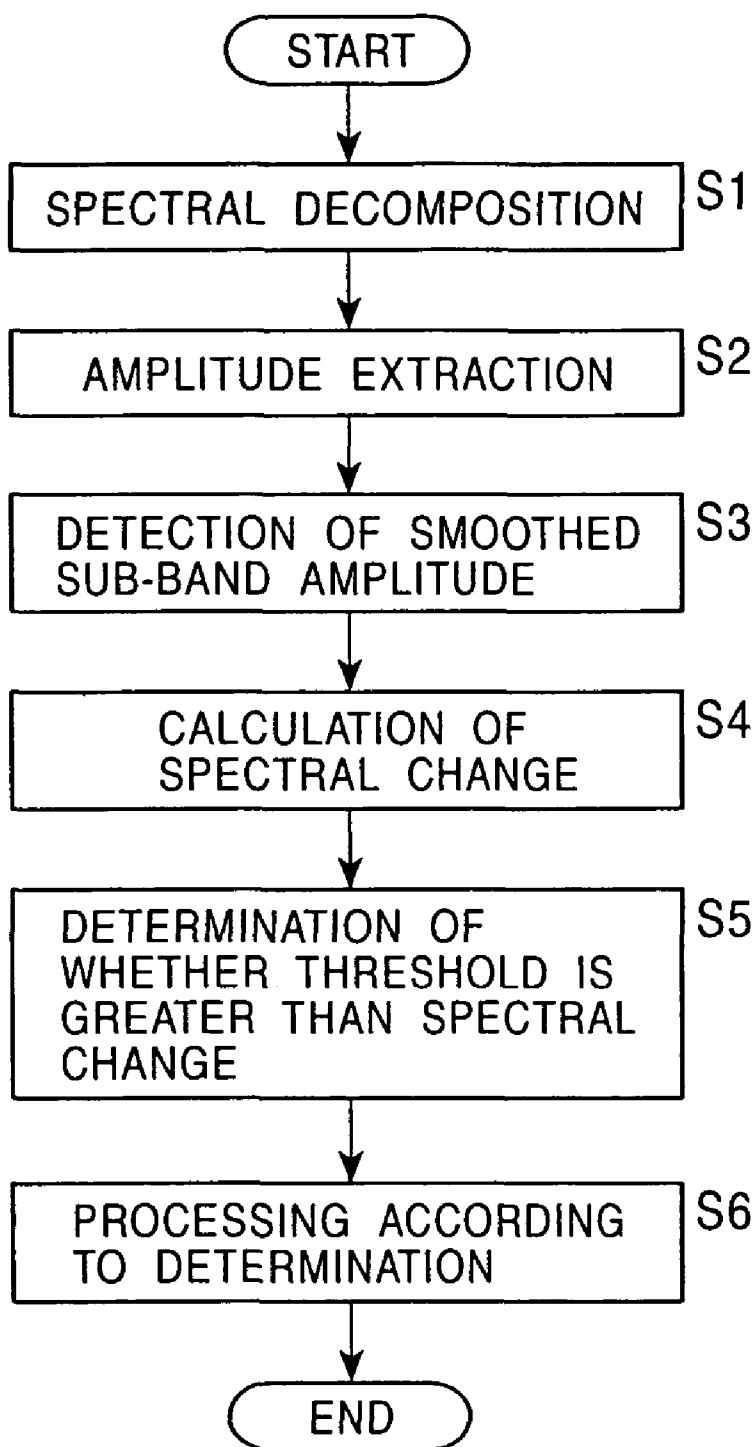 START
SPECTRAL DECOMPOSITION S1
AMPLITUDE EXTRACTION S2
DETECTION OF SMOOTHED S3
SUB-BAND AMPLITUDE
CALCULATION OF S4
SPECTRAL CHANGE
DETERMINATION OF S5
WHETHER THRESHOLD IS
GREATER THAN SPECTRAL
CHANGE
PROCESSING ACCORDING S6
TO DETERMINATION
END